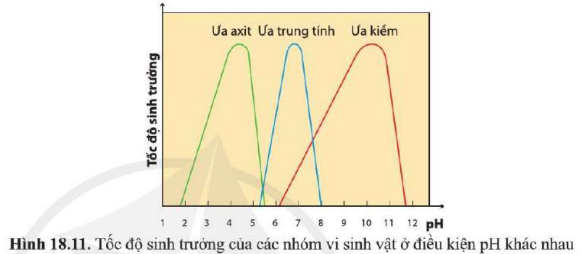 Ưa axit Ưa trung tính Ưa kiềm
Tốc độ sinh trưởng
1 2 3 4 5 6 7 8 9 10 11 12 pH
Hình 18.11. Tốc độ sinh trưởng của các nhóm vi sinh vật ở điều kiện pH khác nhau